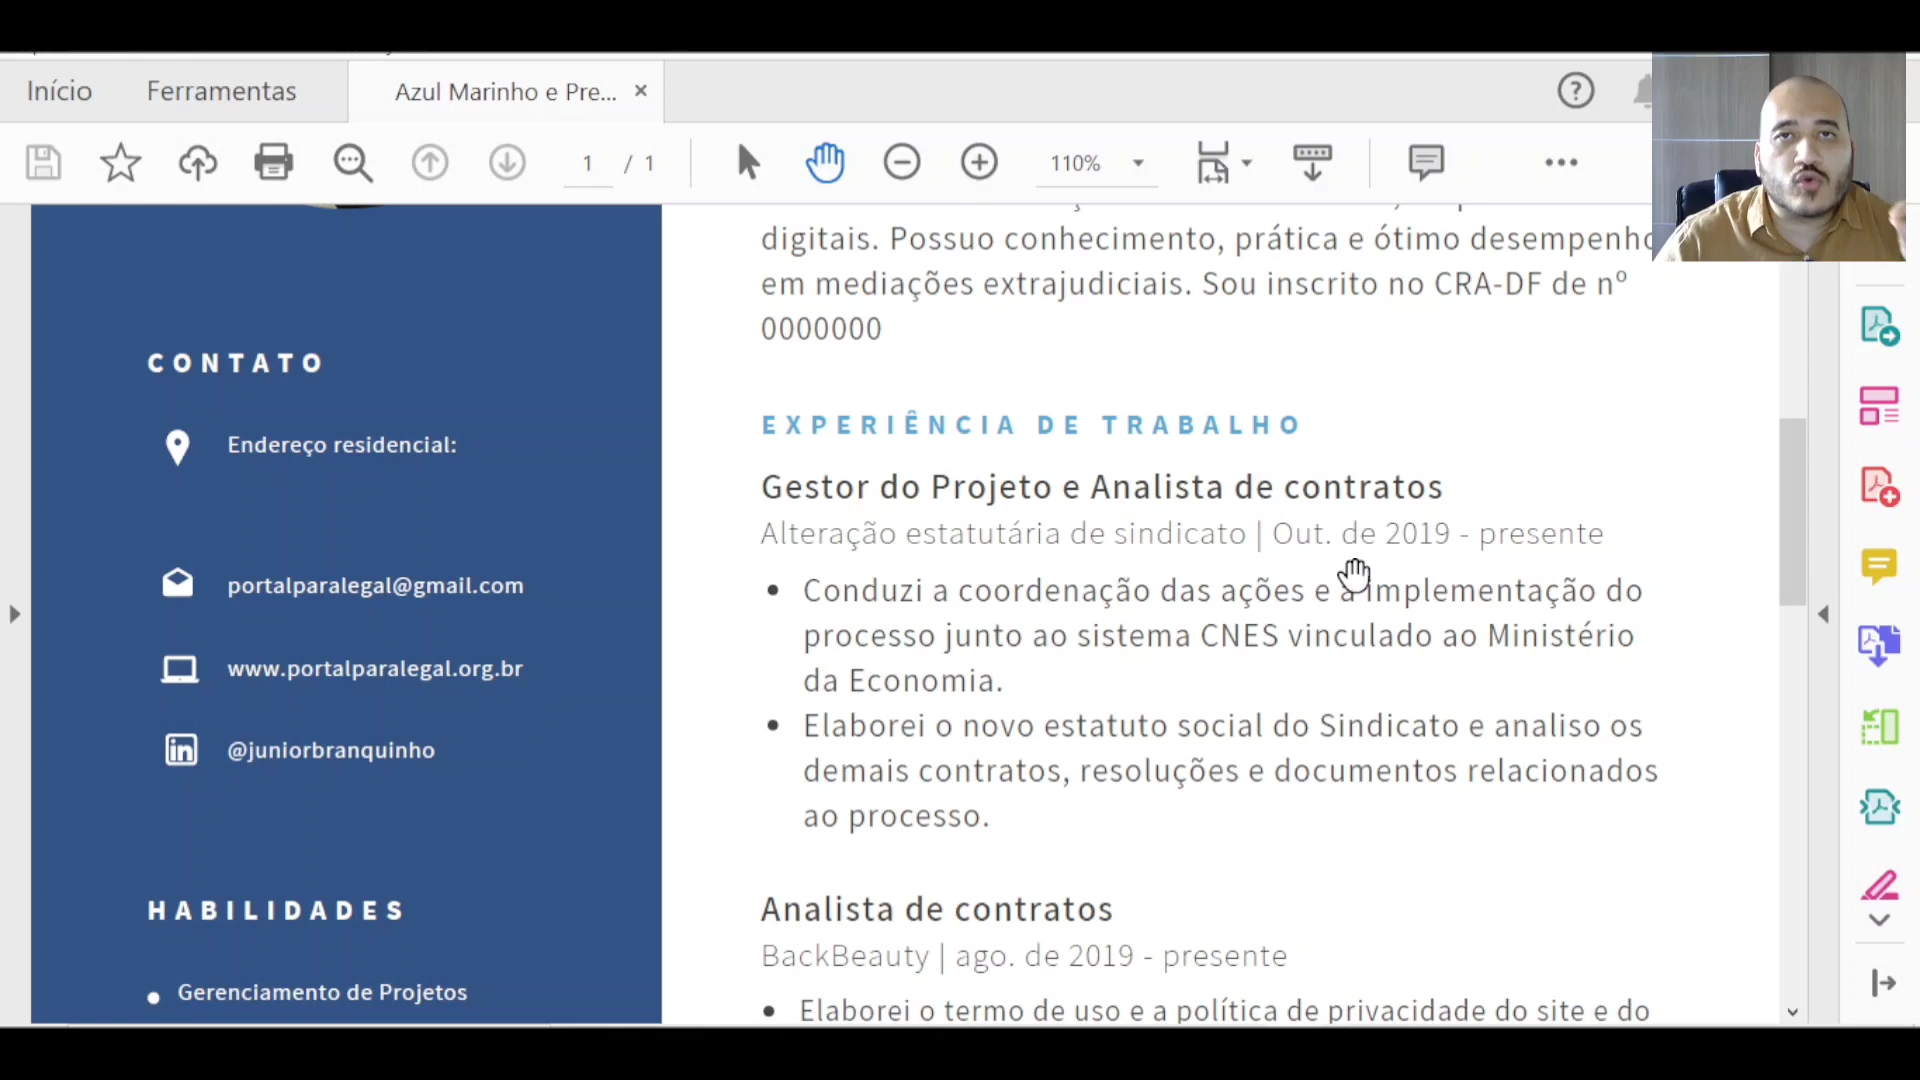 Início
Ferramentas
Azul Marinho e Pre...
1 / 1
110%
digitais. Possuo conhecimento, prática e ótimo desempenho
em mediações extrajudiciais. Sou inscrito no CRA-DF de nº
0000000
CONTATO
Endereço residencial:
portalparalegal@gmail.com
www.portalparalegal.org.br
@juniorbranquinho
HABILIDADES
Gerenciamento de Projetos
EXPERIÊNCIA DE TRABALHO
Gestor do Projeto e Analista de contratos
Alteração estatutária de sindicato | Out. de 2019 - presente
Conduzi a coordenação das ações e a implementação do
processo junto ao sistema CNES vinculado ao Ministério
da Economia.
Elaborei o novo estatuto social do Sindicato e analiso os
demais contratos, resoluções e documentos relacionados
ao processo.
Analista de contratos
BackBeauty | ago. de 2019 - presente
Elaborei o termo de uso e a política de privacidade do site e do